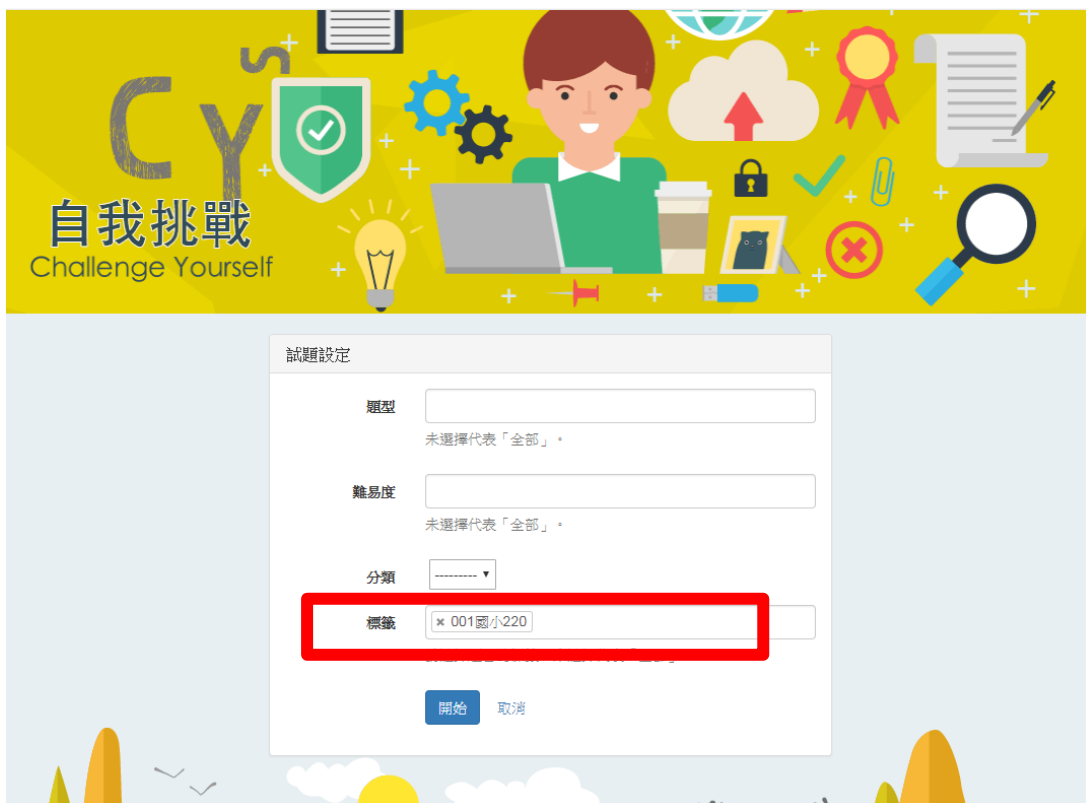 CYS
自我挑戰
Challenge Yourself
試題設定
題型
未選擇代表「全部」。
難易度
未選擇代表「全部」。
分類 --------- ▼
標籤 × 001國小220
開始 取消